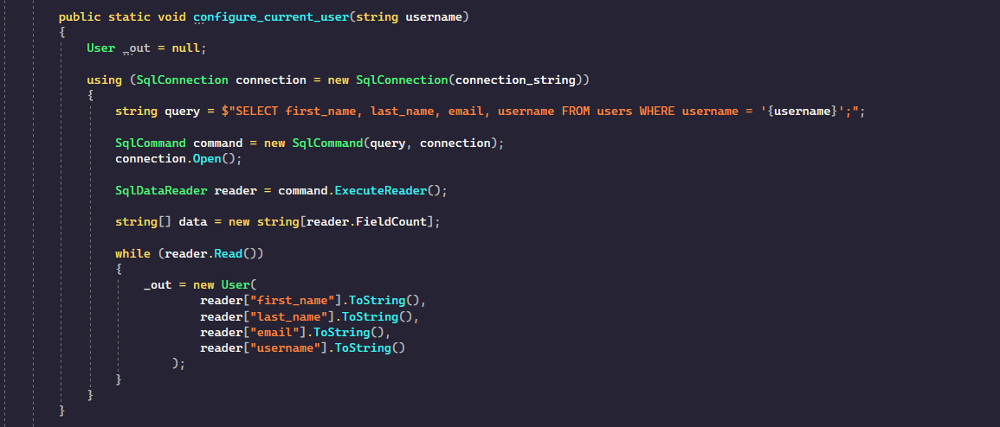 public static void configure_current_user(string username)
{
User _out = null;
using (SqlConnection connection = new SqlConnection(connection_string))
{
string query = $"SELECT first_name, last_name, email, username FROM users WHERE username = '{username}';";
SqlCommand command = new SqlCommand(query, connection);
connection.Open();
SqlDataReader reader = command.ExecuteReader();
string[] data = new string[reader.FieldCount];
while (reader.Read())
{
_out = new User(
reader["first_name"].ToString(),
reader["last_name"].ToString(),
reader["email"].ToString(),
reader["username"].ToString()
);
}
}
}